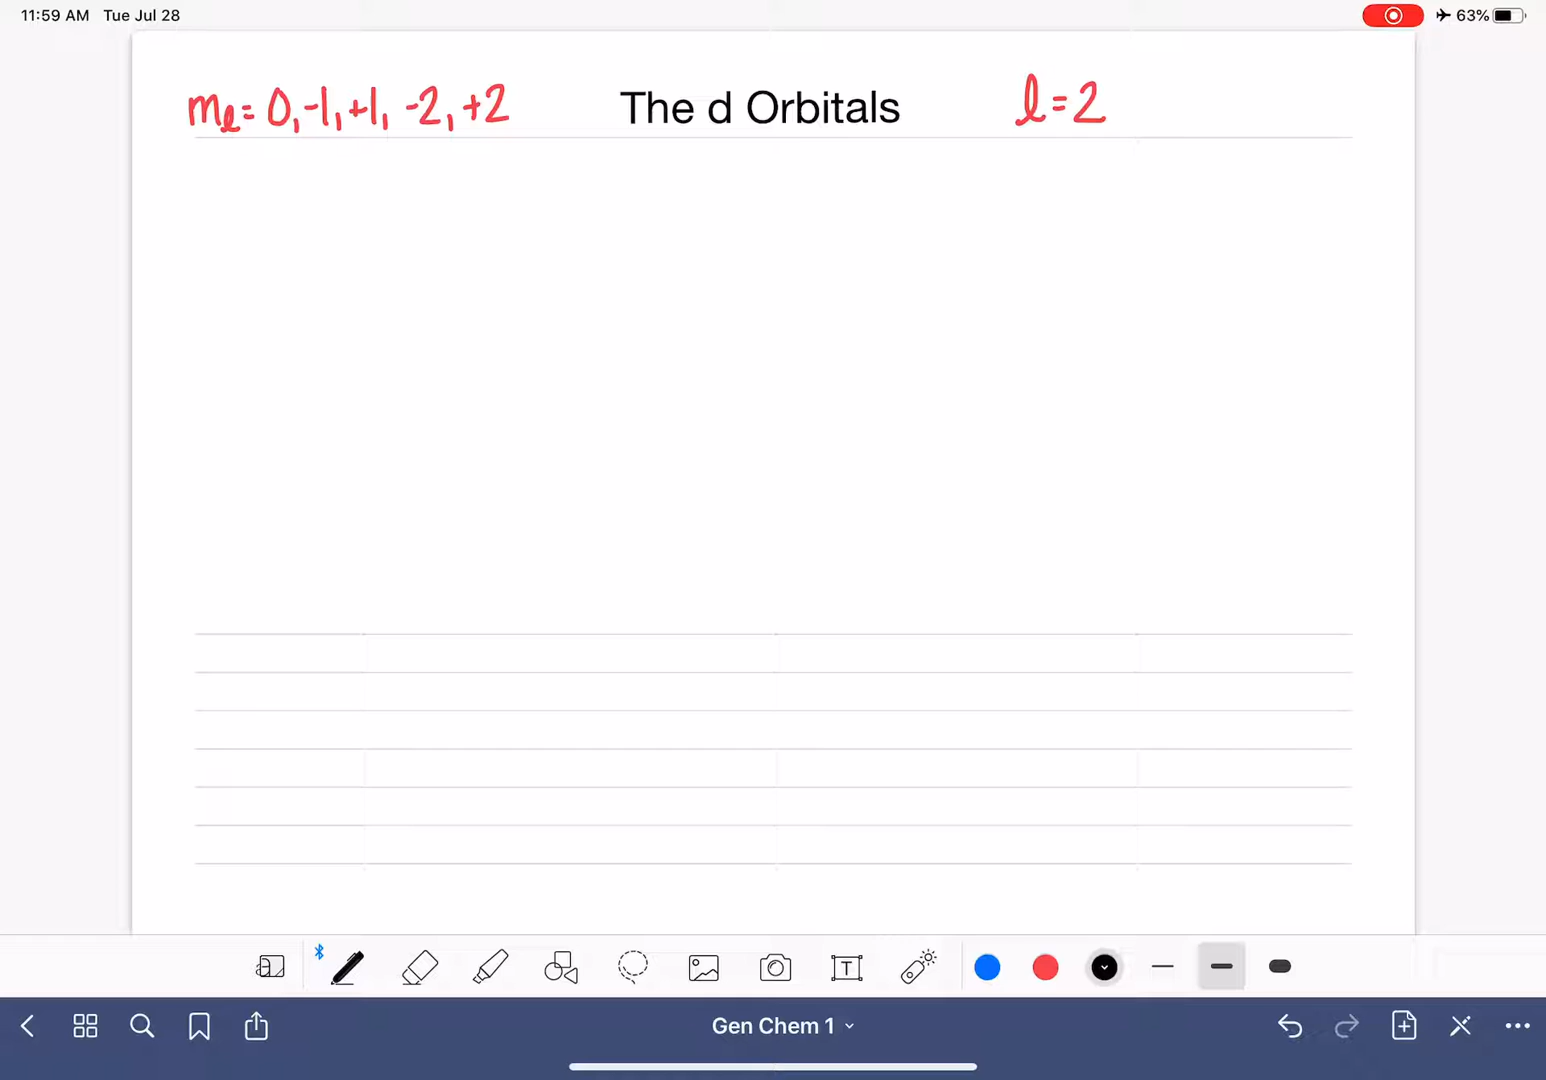 11:59 AM Tue Jul 28 63%
mℓ= 0, -1, +1, -2, +2 The d Orbitals ℓ=2
T
Gen Chem 1